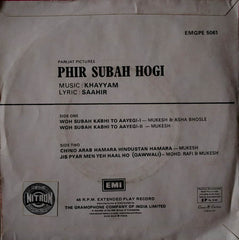 EMGPE 5061
PARIJAT PICTURES
PHIR SUBAH HOGI
MUSIC: KHAYYAM
LYRIC: SAAHIR
SIDE ONE
WOH SUBAH KABHI TO AAYEGI-I — MUKESH & ASHA BHOSLE
WOH SUBAH KABHI TO AAYEGI-II — MUKESH
SIDE TWO
CHINO ARAB HAMARA HINDUSTAN HAMARA — MUKESH
JIS PYAR MEN YEH HAAL HO (QAWWALI) — MOHD. RAFI & MUKESH
NITRON
EMI
45 R.P.M. EXTENDED PLAY RECORD
THE GRAMOPHONE COMPANY OF INDIA LIMITED